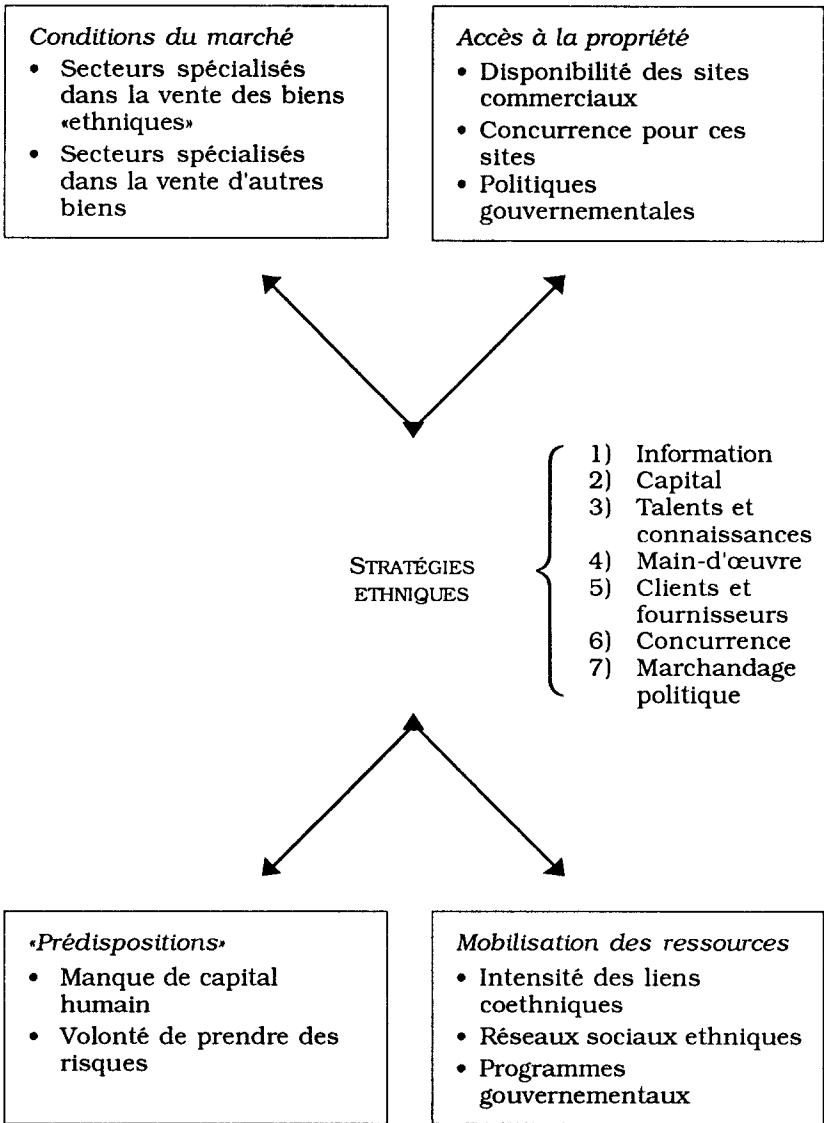 Conditions du marché
• Secteurs spécialisés
dans la vente des biens
«ethniques»
• Secteurs spécialisés
dans la vente d'autres
biens
Accès à la propriété
• Disponibilité des sites
commerciaux
• Concurrence pour ces
sites
• Politiques
gouvernementales
STRATÉGIES
ETHNIQUES
1) Information
2) Capital
3) Talents et
connaissances
4) Main-d'œuvre
5) Clients et
fournisseurs
6) Concurrence
7) Marchandage
politique
«Prédispositions»
• Manque de capital
humain
• Volonté de prendre des
risques
Mobilisation des ressources
• Intensité des liens
coethniques
• Réseaux sociaux ethniques
• Programmes
gouvernementaux